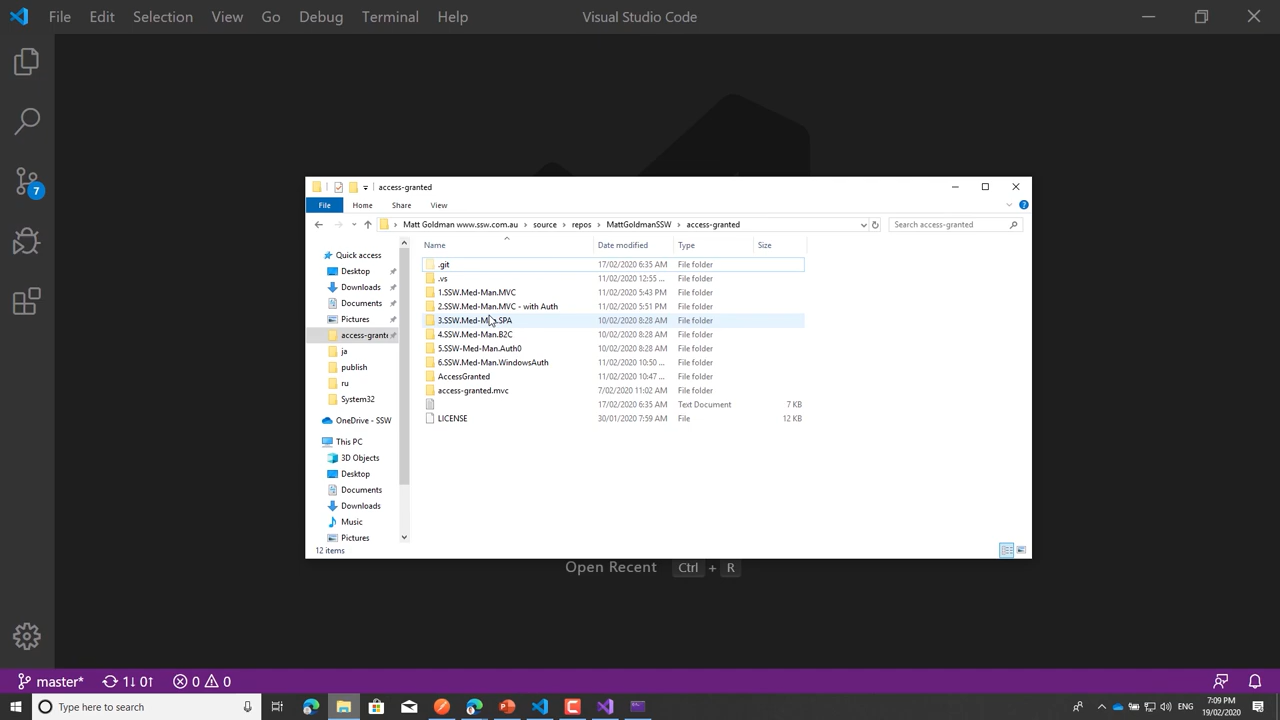 File Edit Selection View Go Debug Terminal Help Visual Studio Code
7
access-granted
File Home Share View
Matt Goldman www.ssw.com.au source repos MattGoldmanSSW access-granted
Search access-granted
Name Date modified Type Size
Quick access
Desktop
Downloads
Documents
Pictures
access-grante
ja
publish
ru
System32
OneDrive - SSW
This PC
3D Objects
Desktop
Documents
Downloads
Music
Pictures
.git 17/02/2020 6:35 AM File folder
.vs 11/02/2020 12:55 ... File folder
1.SSW.Med-Man.MVC 11/02/2020 5:43 PM File folder
2.SSW.Med-Man.MVC - with Auth 11/02/2020 5:51 PM File folder
3.SSW.Med-Man.SPA 10/02/2020 8:28 AM File folder
4.SSW.Med-Man.B2C 10/02/2020 8:28 AM File folder
5.SSW-Med-Man.Auth0 10/02/2020 8:28 AM File folder
6.SSW.Med-Man.WindowsAuth 11/02/2020 10:50 ... File folder
AccessGranted 11/02/2020 10:47 ... File folder
access-granted.mvc 7/02/2020 11:02 AM File folder
17/02/2020 6:35 AM Text Document 7 KB
LICENSE 30/01/2020 7:59 AM File 12 KB
12 items
Open Recent Ctrl + R
master* 1↓ 0↑ 0 0
Type here to search
ENG
7:09 PM
19/02/2020